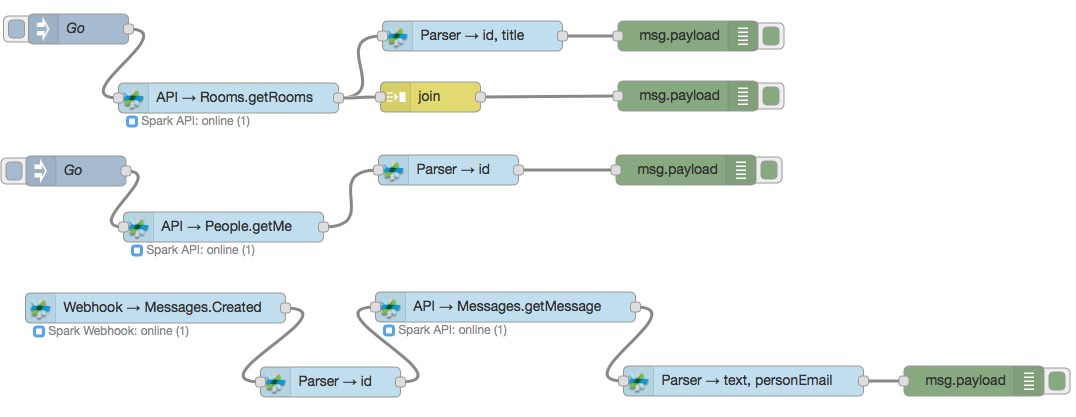 Go
Parser → id, title
msg.payload
API → Rooms.getRooms
join
msg.payload
Spark API: online (1)
Go
Parser → id
msg.payload
API → People.getMe
Spark API: online (1)
Webhook → Messages.Created
API → Messages.getMessage
Spark Webhook: online (1)
Spark API: online (1)
Parser → id
Parser → text, personEmail
msg.payload